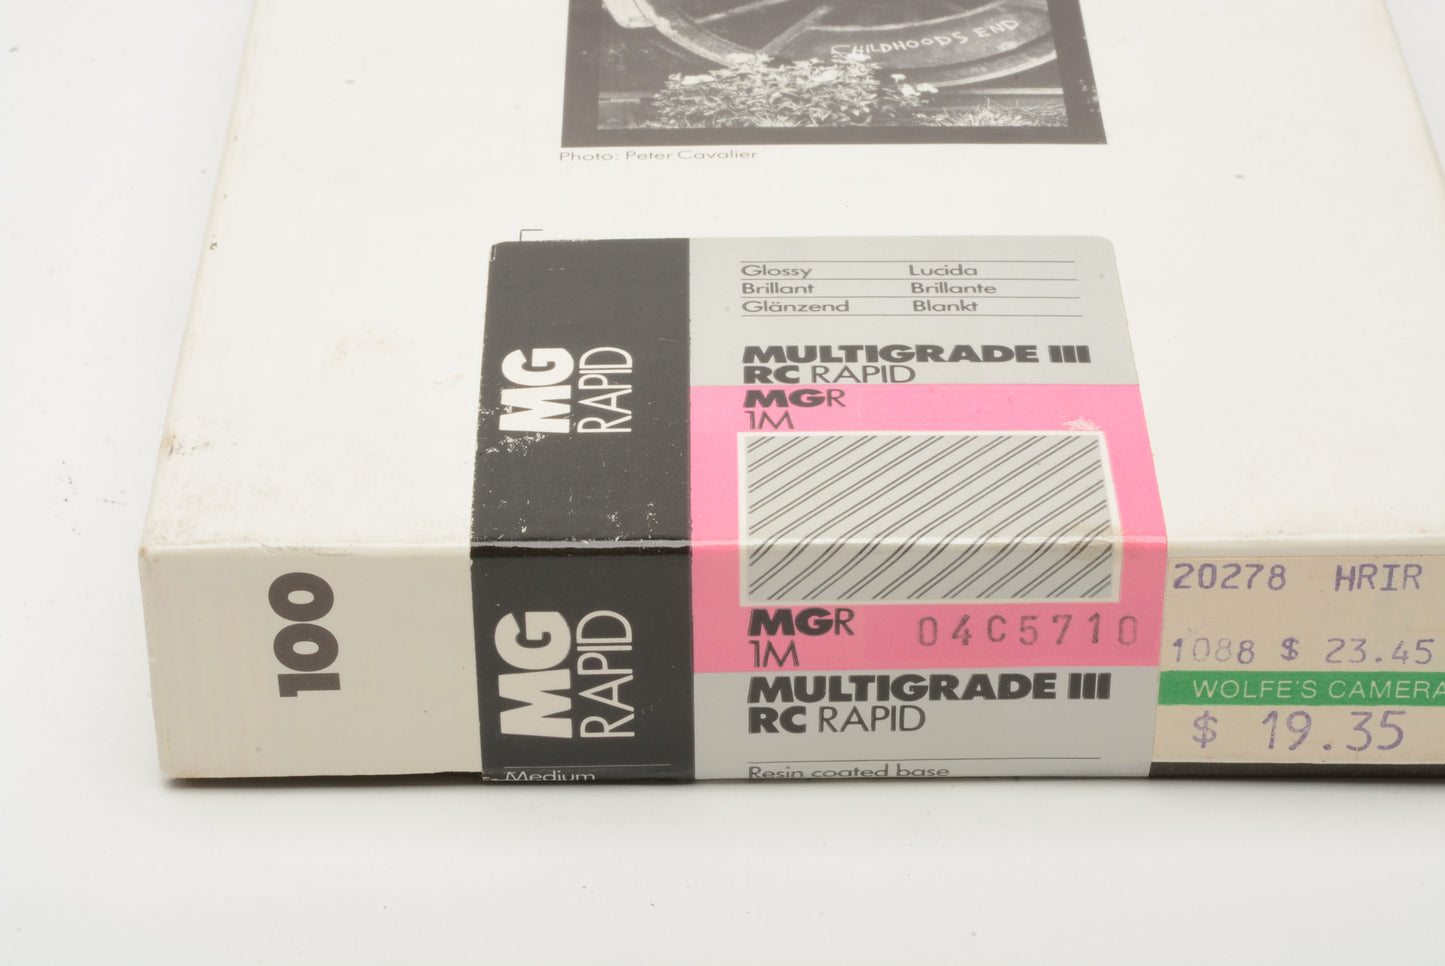 CHILDHOODS END
Photo: Peter Cavalier
MG
RAPID
Glossy Lucida
Brillant Brillante
Glänzend Blankt
MULTIGRADE III
RC RAPID
MGR
1M
100
MG
RAPID
Medium
MGR 04C5710
1M
MULTIGRADE III
RC RAPID
Resin coated base
20278 HRIR
1088 $ 23.45
WOLFE'S CAMERA
$ 19.35